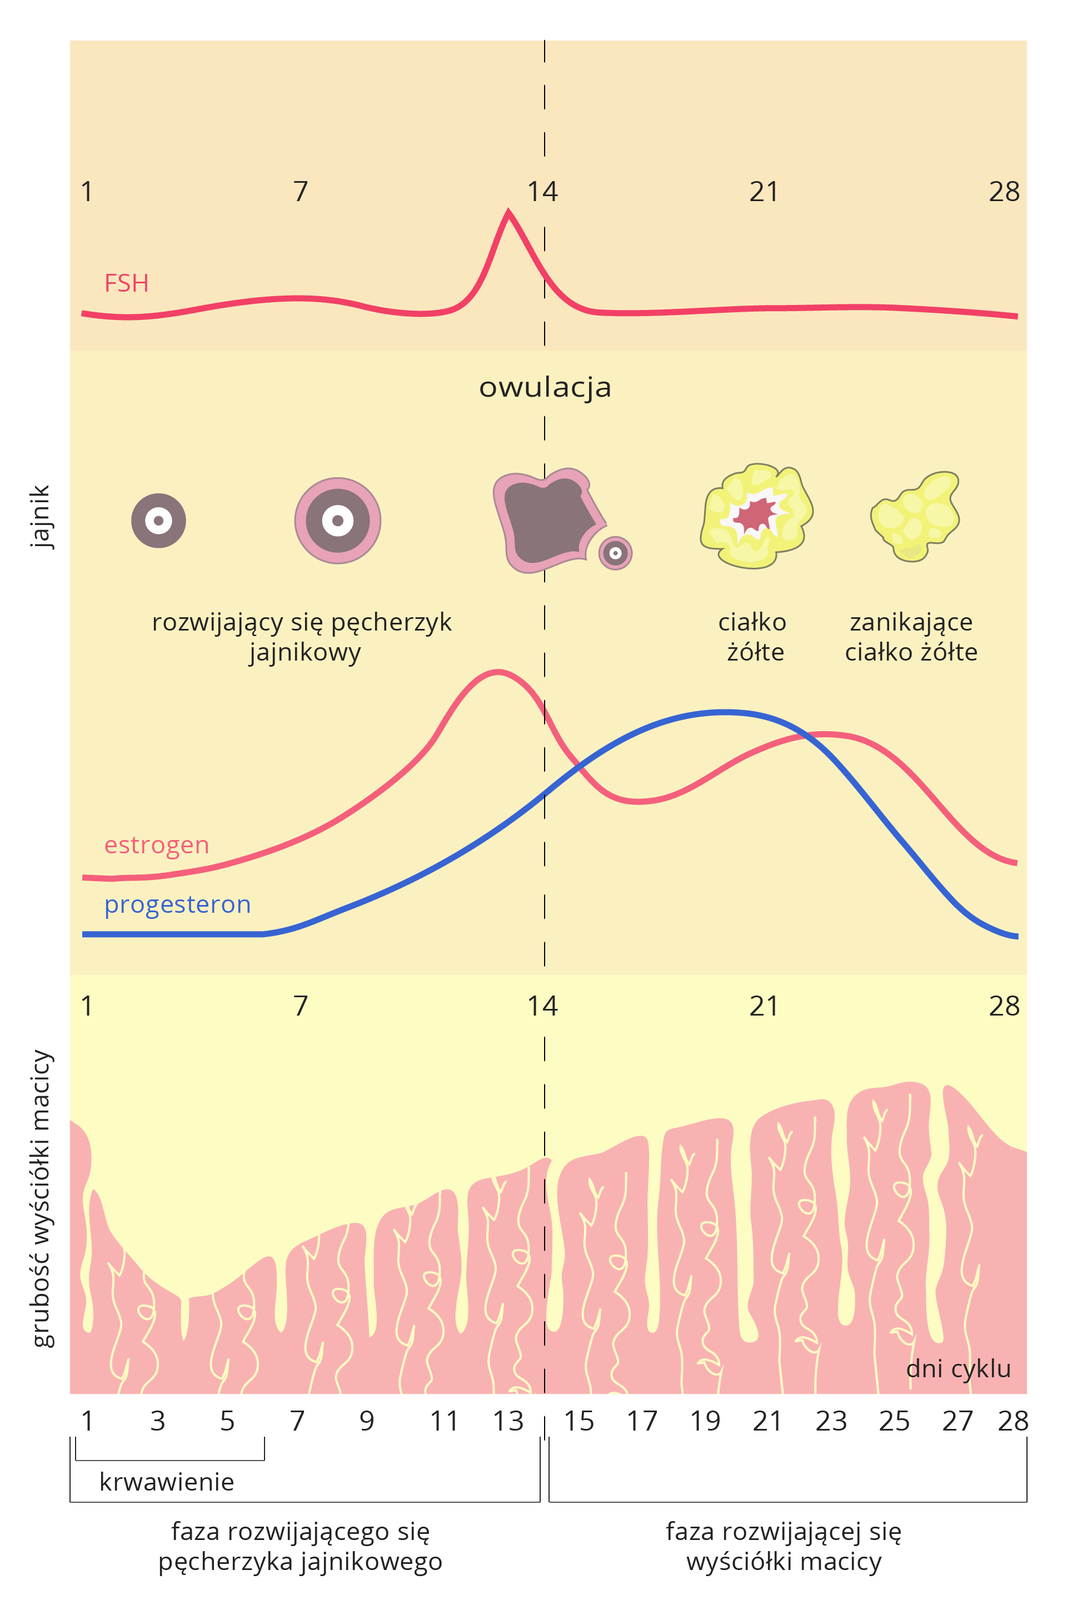 1 7 14 21 28
FSH
owulacja
jajnik
rozwijający się pęcherzyk
jajnikowy
ciałko
żółte
zanikające
ciałko żółte
estrogen
progesteron
1 7 14 21 28
grubość wyściółki macicy
dni cyklu
1 3 5 7 9 11 13 15 17 19 21 23 25 27 28
krwawienie
faza rozwijającego się
pęcherzyka jajnikowego
faza rozwijającej się
wyściółki macicy